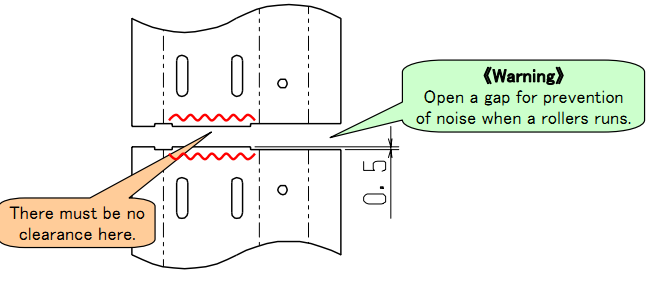 《Warning》
Open a gap for prevention
of noise when a rollers runs.
0.5
There must be no
clearance here.